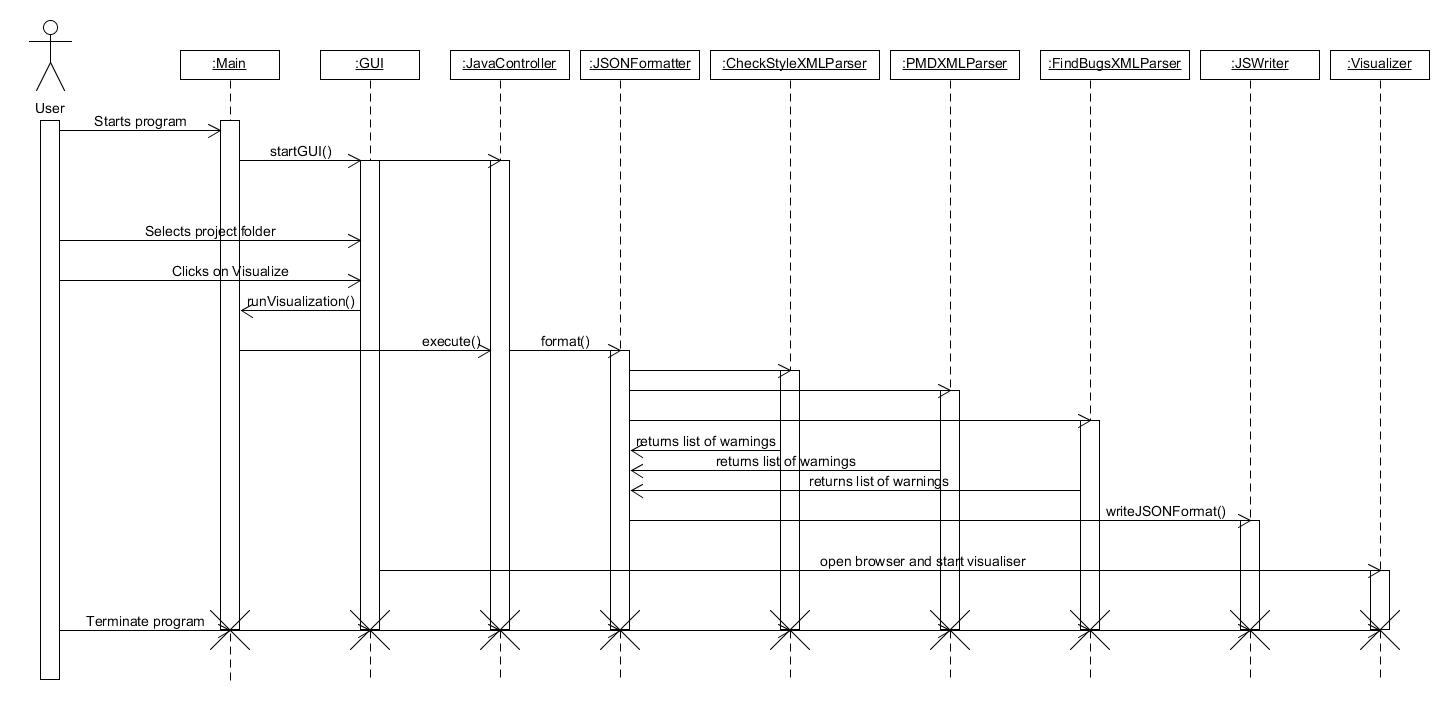 :Main
:GUI
:JavaController
:JSONFormatter
:CheckStyleXMLParser
:PMDXMLParser
:FindBugsXMLParser
:JSWriter
:Visualizer
User
Starts program
startGUI()
Selects project folder
Clicks on Visualize
runVisualization()
execute()
format()
returns list of warnings
returns list of warnings
returns list of warnings
writeJSONFormat()
open browser and start visualiser
Terminate program